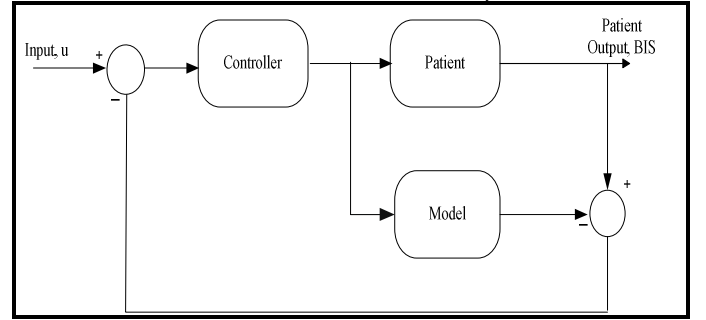 Patient
Output, BIS
Input, u
+
Controller
Patient
−
+
Model
−